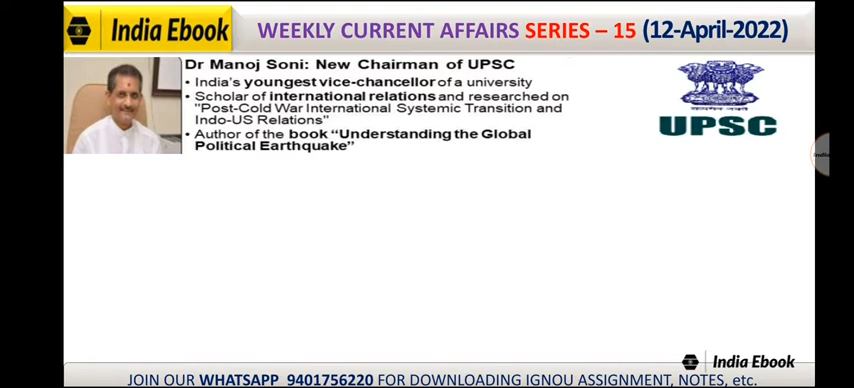 India Ebook
WEEKLY CURRENT AFFAIRS SERIES – 15 (12-April-2022)
Dr Manoj Soni: New Chairman of UPSC
• India's youngest vice-chancellor of a university
• Scholar of international relations and researched on
"Post-Cold War International Systemic Transition and
Indo-US Relations"
• Author of the book "Understanding the Global
Political Earthquake"
UPSC
India Ebook
JOIN OUR WHATSAPP 9401756220 FOR DOWNLOADING IGNOU ASSIGNMENT, NOTES, etc.